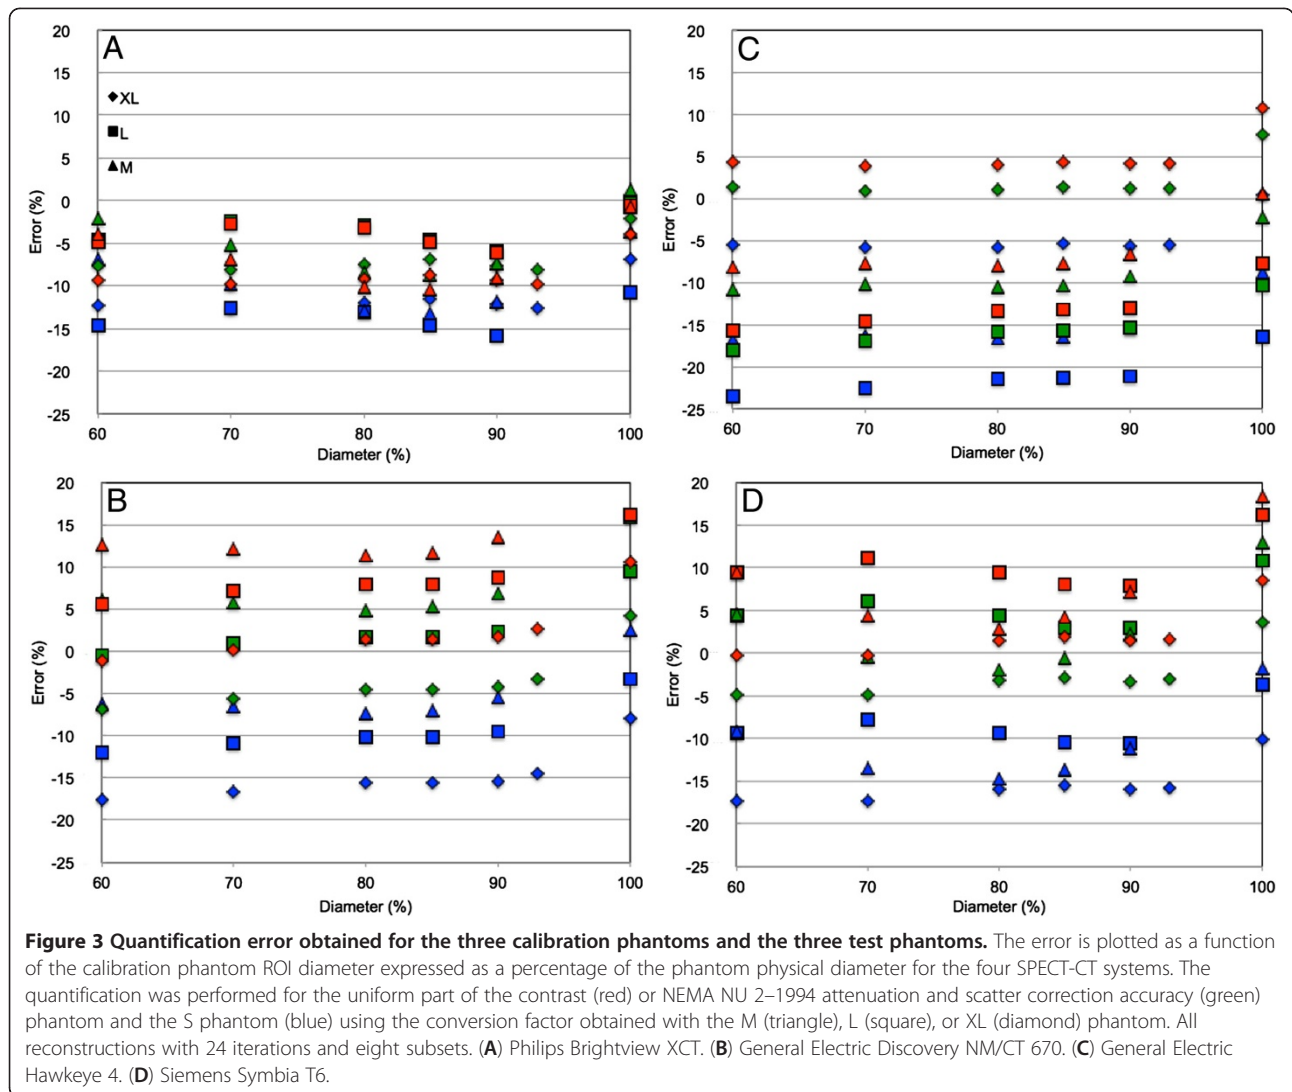 A
20
15
10
5
0
-5
-10
-15
-20
-25
Error (%)
XL
L
M
60 70 80 90 100
Diameter (%)
C
20
15
10
5
0
-5
-10
-15
-20
-25
Error (%)
60 70 80 90 100
Diameter (%)
B
20
15
10
5
0
-5
-10
-15
-20
-25
Error (%)
60 70 80 90 100
Diameter (%)
D
20
15
10
5
0
-5
-10
-15
-20
-25
Error (%)
60 70 80 90 100
Diameter (%)
Figure 3 Quantification error obtained for the three calibration phantoms and the three test phantoms. The error is plotted as a function
of the calibration phantom ROI diameter expressed as a percentage of the phantom physical diameter for the four SPECT-CT systems. The
quantification was performed for the uniform part of the contrast (red) or NEMA NU 2–1994 attenuation and scatter correction accuracy (green)
phantom and the S phantom (blue) using the conversion factor obtained with the M (triangle), L (square), or XL (diamond) phantom. All
reconstructions with 24 iterations and eight subsets. (A) Philips Brightview XCT. (B) General Electric Discovery NM/CT 670. (C) General Electric
Hawkeye 4. (D) Siemens Symbia T6.